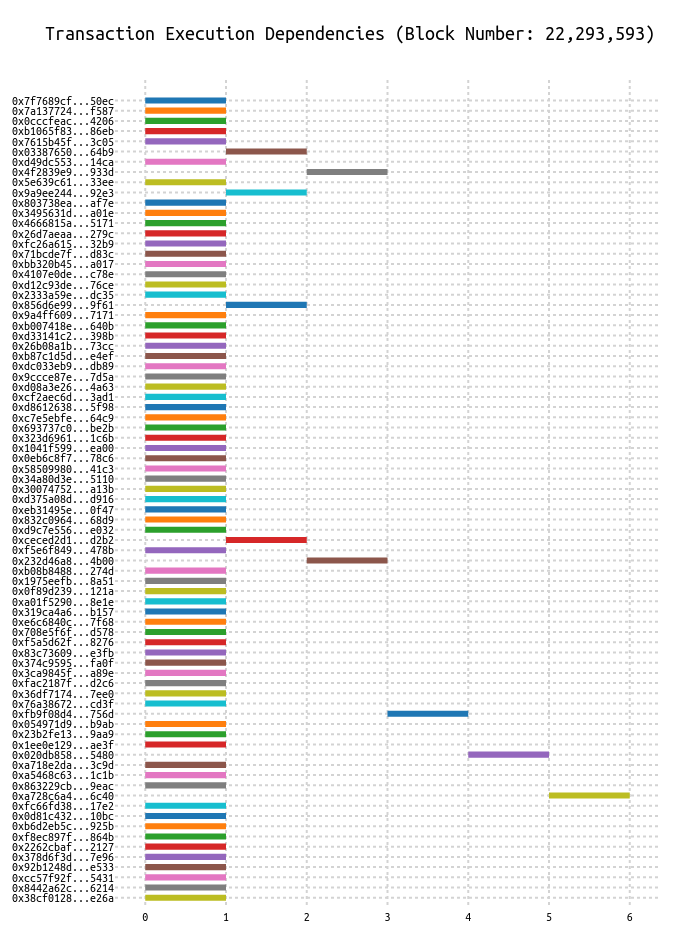 Transaction Execution Dependencies (Block Number: 22,293,593)
0x7f7689cf...50ec
0x7a137724...f587
0x0cccfeac...4206
0xb1065f83...86eb
0x7615b45f...3c05
0x03387650...64b9
0xd49dc553...14ca
0x4f2839e9...933d
0x5e639c61...33ee
0x9a9ee244...92e3
0x803738ea...af7e
0x3495631d...a01e
0x4666815a...5171
0x26d7aeaa...279c
0xfc26a615...32b9
0x71bcde7f...d83c
0xbb320b45...a017
0x4107e0de...c78e
0xd12c93de...76ce
0x2333a59e...dc35
0x856d6e99...9f61
0x9a4ff609...7171
0xb007418e...640b
0xd33141c2...398b
0x26b08a1b...73cc
0xb87c1d5d...e4ef
0xdc033eb9...db89
0x9ccce87e...7d5a
0xd08a3e26...4a63
0xcf2aec6d...3ad1
0xd8612638...5f98
0xc7e5ebfe...64c9
0x693737c0...be2b
0x323d6961...1c6b
0x1041f599...ea00
0x0eb6c8f7...78c6
0x58509980...41c3
0x34a80d3e...5110
0x30074752...a13b
0xd375a08d...d916
0xeb31495e...0f47
0x832c0964...68d9
0xd9c7e556...e032
0xceced2d1...d2b2
0xf5e6f849...478b
0x232d46a8...4b00
0xb08b8488...274d
0x1975eefb...8a51
0x0f89d239...121a
0xa01f5290...8e1e
0x319ca4a6...b157
0xe6c6840c...7f68
0x708e5f6f...d578
0xf5a5d62f...8276
0x83c73609...e3fb
0x374c9595...fa0f
0x3ca9845f...a89e
0xfac2187f...d2c6
0x36df7174...7ee0
0x76a38672...cd3f
0xfb9f08d4...756d
0x054971d9...b9ab
0x23b2fe13...9aa9
0x1ee0e129...ae3f
0x020db858...5480
0xa718e2da...3c9d
0xa5468c63...1c1b
0x863229cb...9eac
0xa728c6a4...6c40
0xfc66fd38...17e2
0x0d81c432...10bc
0xb6d2eb5c...925b
0xf8ec897f...864b
0x2262cbaf...2127
0x378d6f3d...7e96
0x92b1248d...e533
0xcc57f92f...5431
0x8442a62c...6214
0x38cf0128...e26a
0 1 2 3 4 5 6